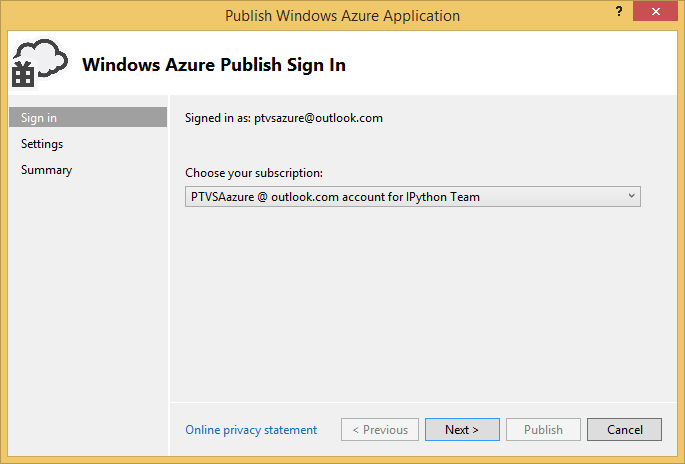 Publish Windows Azure Application
?
Windows Azure Publish Sign In
Sign in
Settings
Summary
Signed in as: ptvsazure@outlook.com
Choose your subscription:
PTVSAazure @ outlook.com account for IPython Team
Online privacy statement
< Previous
Next >
Publish
Cancel